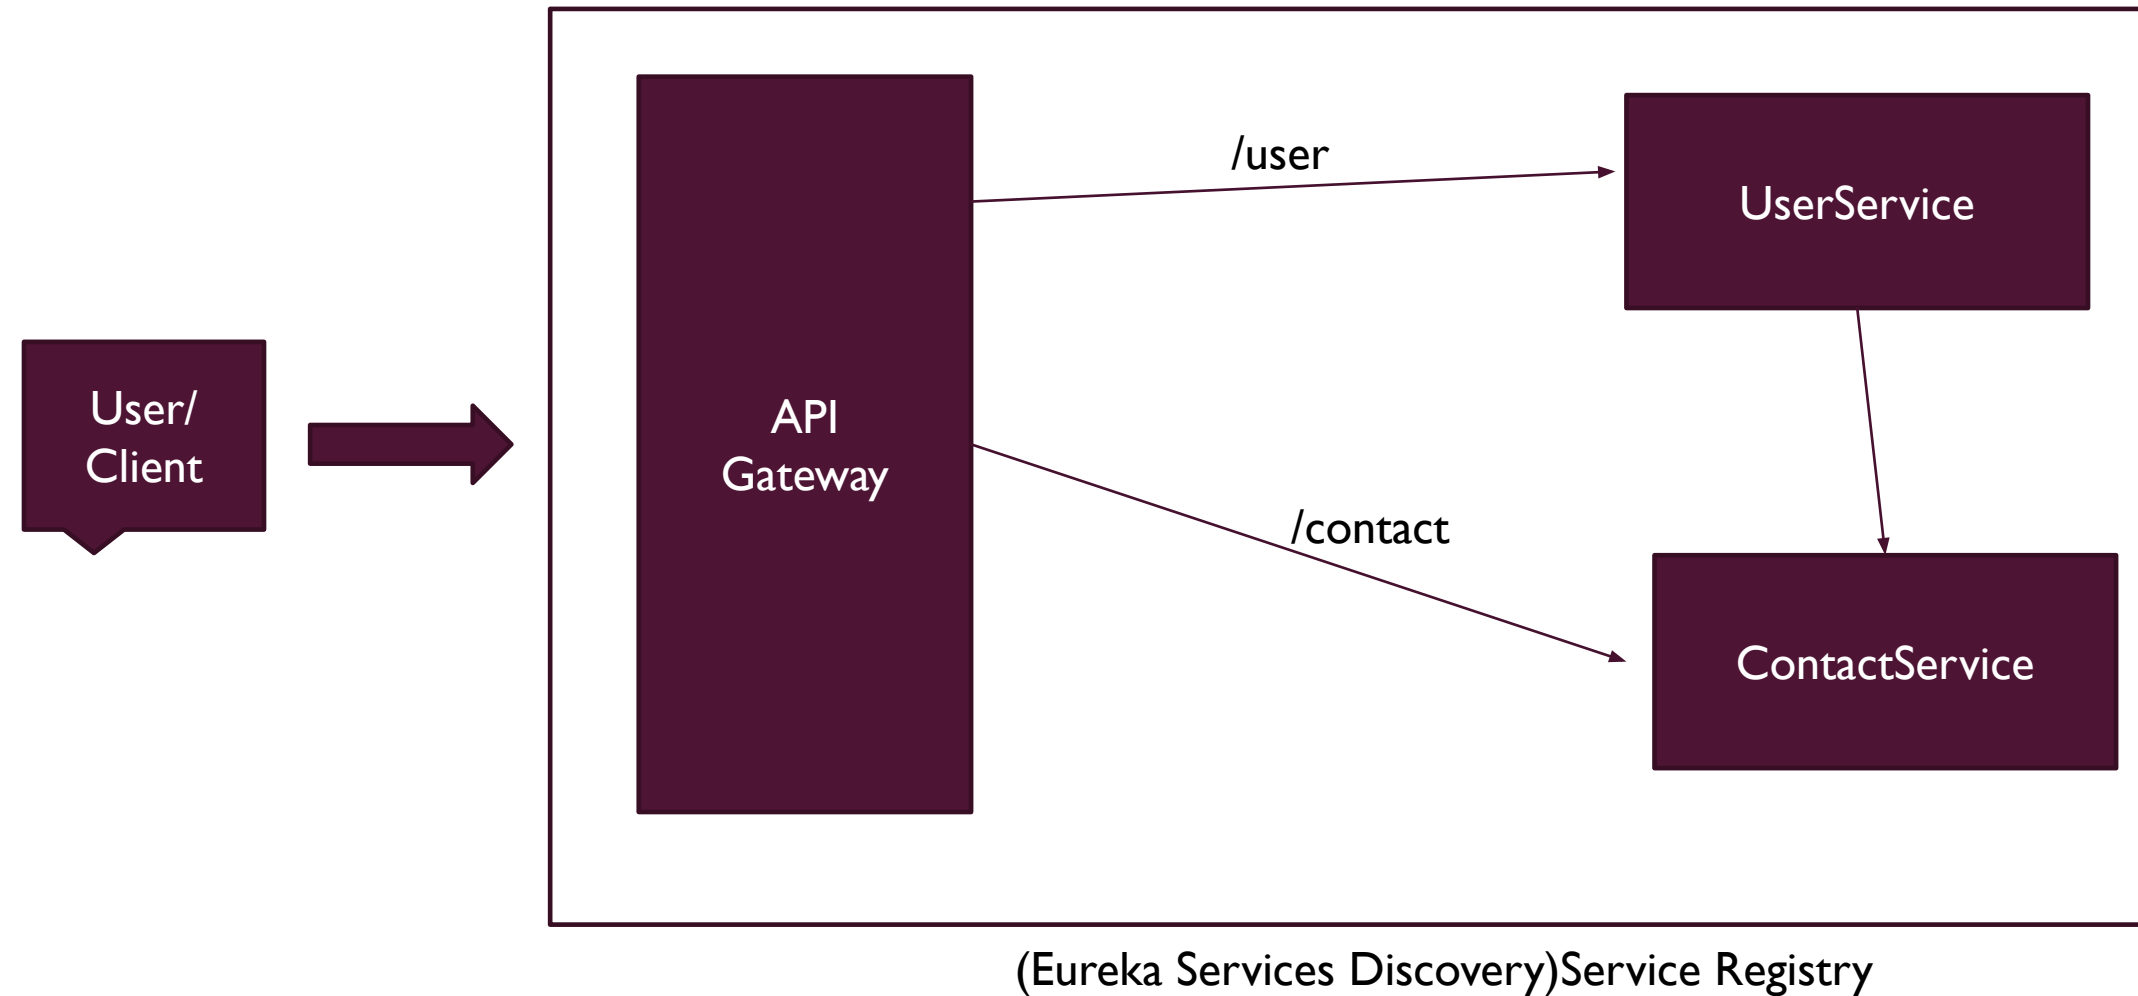 User/
Client
API
Gateway
/user
/contact
UserService
ContactService
(Eureka Services Discovery)Service Registry